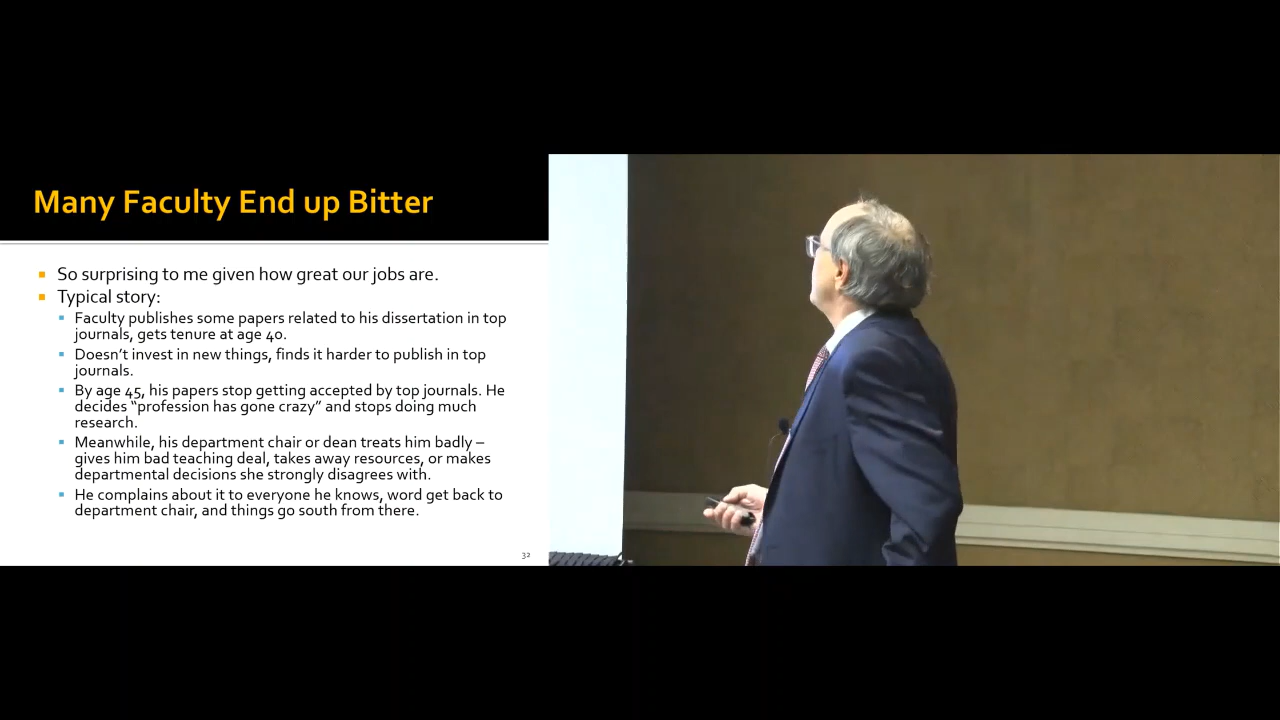 Many Faculty End up Bitter
So surprising to me given how great our jobs are.
Typical story:
Faculty publishes some papers related to his dissertation in top
journals, gets tenure at age 40.
Doesn't invest in new things, finds it harder to publish in top
journals.
By age 45, his papers stop getting accepted by top journals. He
decides “profession has gone crazy” and stops doing much
research.
Meanwhile, his department chair or dean treats him badly –
gives him bad teaching deal, takes away resources, or makes
departmental decisions she strongly disagrees with.
He complains about it to everyone he knows, word get back to
department chair, and things go south from there.
32